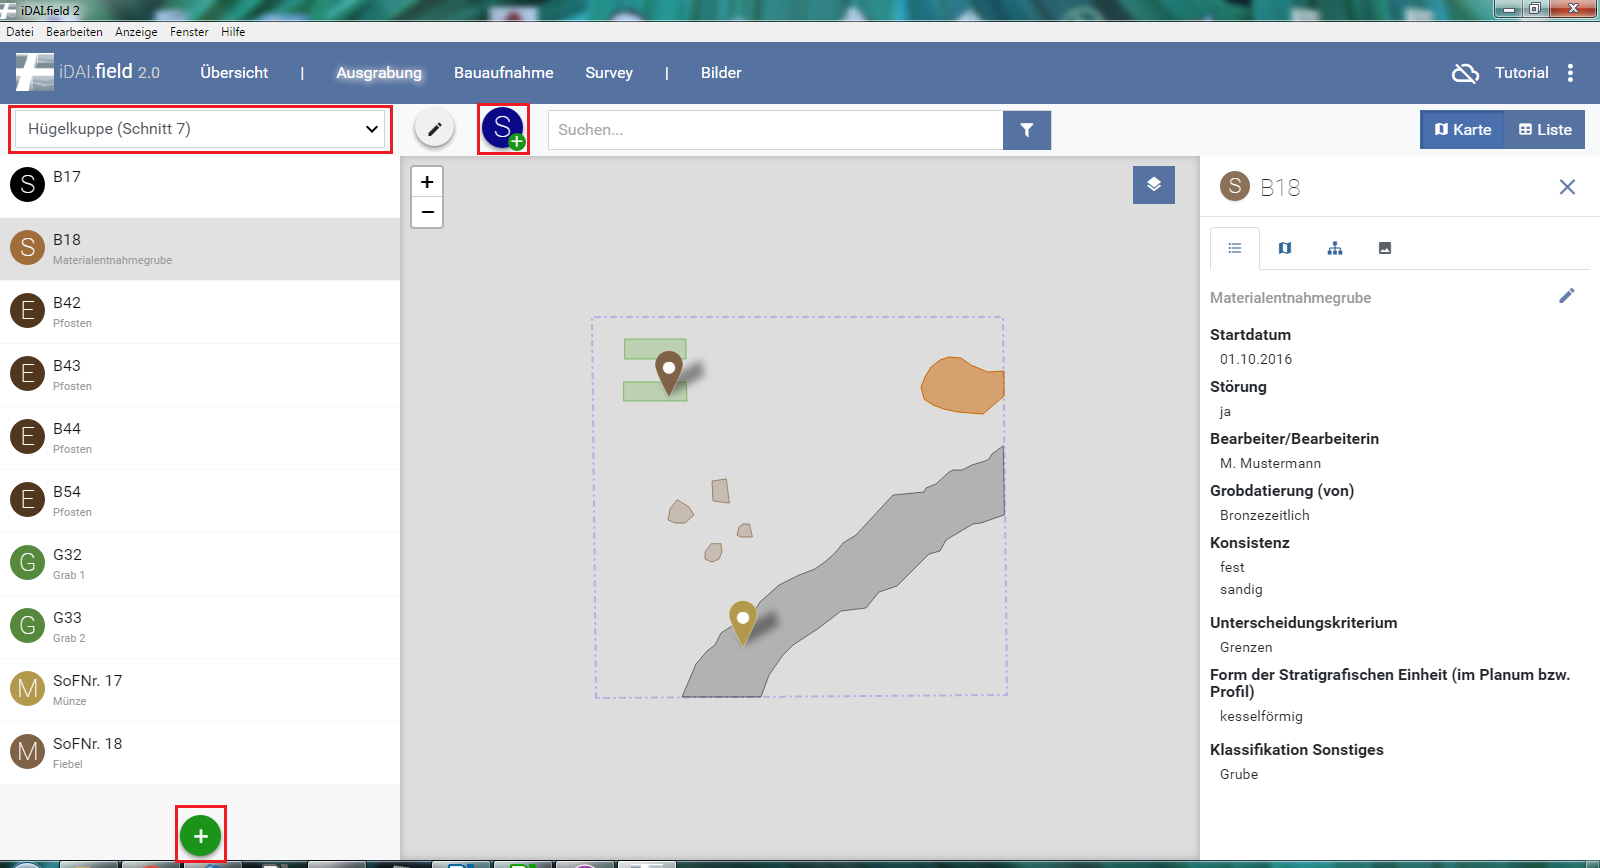 iDAI.field 2
Datei Bearbeiten Anzeige Fenster Hilfe
iDAI.field 2.0 Übersicht | Ausgrabung Bauaufnahme Survey | Bilder Tutorial
Hügelkuppe (Schnitt 7) S Suchen... Karte Liste
S B17
S B18
Materialentnahmegrube
E B42
Pfosten
E B43
Pfosten
E B44
Pfosten
E B54
Pfosten
G G32
Grab 1
G G33
Grab 2
M SoFNr. 17
Münze
M SoFNr. 18
Fiebel
+
+
−
S B18
Materialentnahmegrube
Startdatum
01.10.2016
Störung
ja
Bearbeiter/Bearbeiterin
M. Mustermann
Grobdatierung (von)
Bronzezeitlich
Konsistenz
fest
sandig
Unterscheidungskriterium
Grenzen
Form der Stratigrafischen Einheit (im Planum bzw.
Profil)
kesselförmig
Klassifikation Sonstiges
Grube